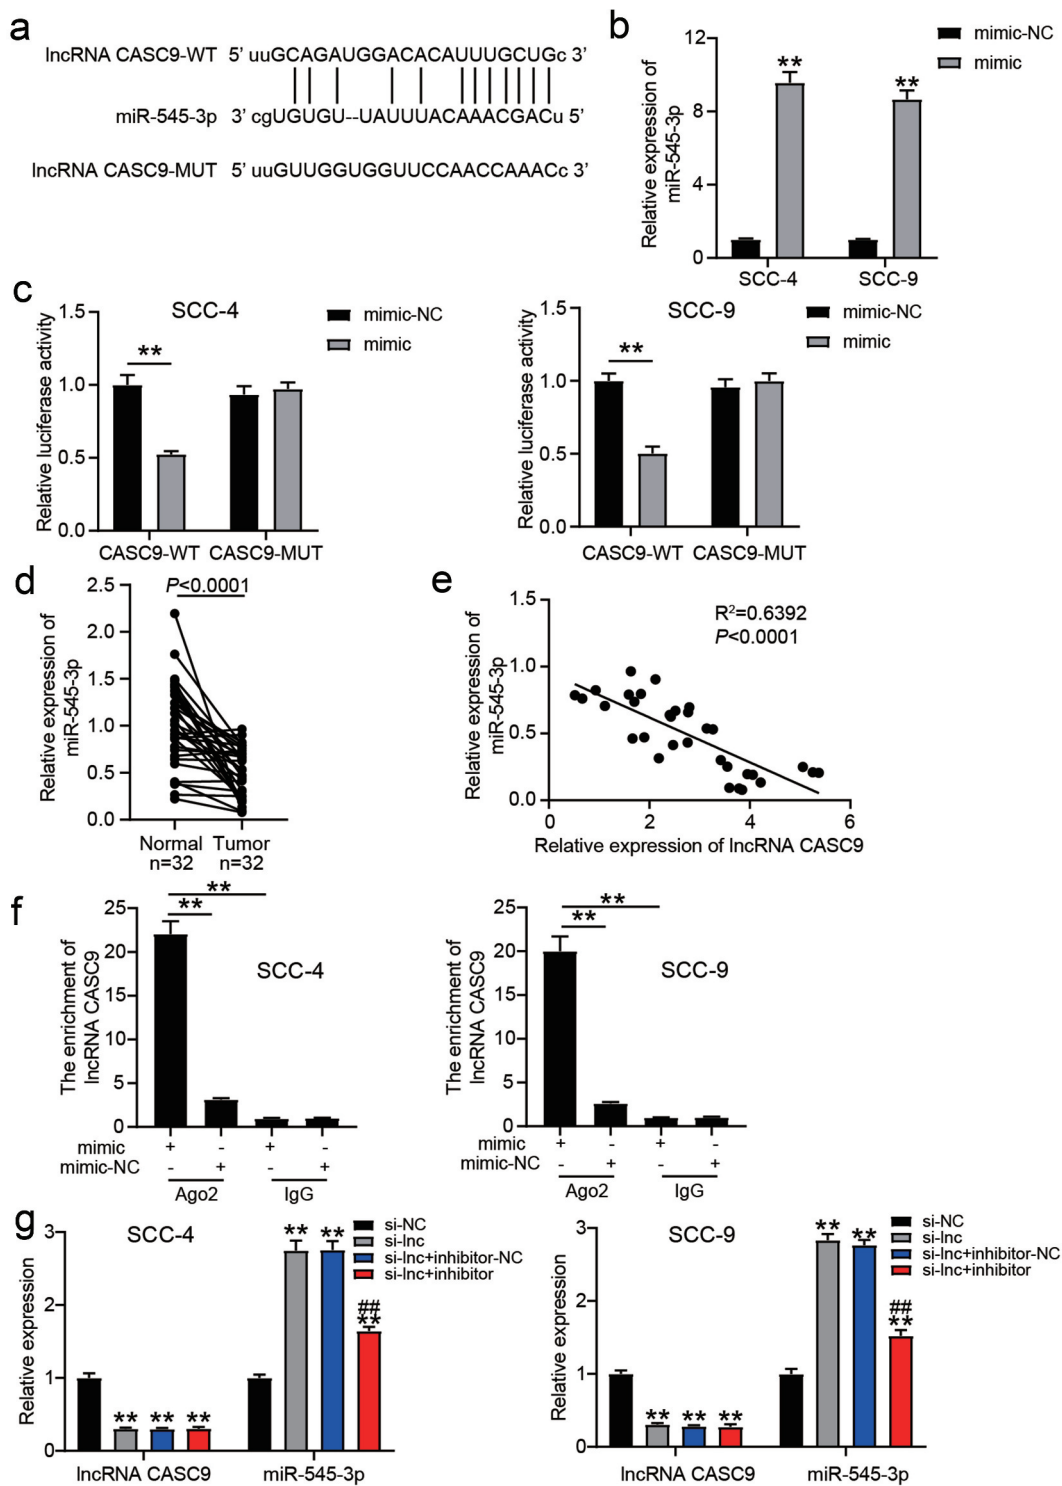 a
lncRNA CASC9-WT 5' uuGCAGAUGGACACAUUUGCUGc 3'
miR-545-3p 3' cgUGUGU--UAUUUACAAACGACu 5'
lncRNA CASC9-MUT 5' uuGUUGGUGGUUCCAACCAAACc 3'
b
Relative expression of
miR-545-3p
12
8
4
0
** **
SCC-4 SCC-9
mimic-NC
mimic
c
SCC-4
Relative luciferase activity
1.5
1.0
0.5
0.0
**
CASC9-WT CASC9-MUT
mimic-NC
mimic
SCC-9
Relative luciferase activity
1.5
1.0
0.5
0.0
**
CASC9-WT CASC9-MUT
mimic-NC
mimic
d
Relative expression of
miR-545-3p
2.5
2.0
1.5
1.0
0.5
0.0
P<0.0001
Normal Tumor
n=32 n=32
e
Relative expression of
miR-545-3p
1.5
1.0
0.5
0.0
R²=0.6392
P<0.0001
0 2 4 6
Relative expression of lncRNA CASC9
f
The enrichment of
lncRNA CASC9
25
20
15
10
5
0
**
**
SCC-4
mimic + - + -
mimic-NC - + - +
Ago2 IgG
The enrichment of
lncRNA CASC9
25
20
15
10
5
0
**
**
SCC-9
mimic + - + -
mimic-NC - + - +
Ago2 IgG
g
SCC-4
Relative expression
3
2
1
0
** ** **
** **
##
**
lncRNA CASC9 miR-545-3p
si-NC
si-lnc
si-lnc+inhibitor-NC
si-lnc+inhibitor
SCC-9
Relative expression
3
2
1
0
** ** **
** **
##
**
lncRNA CASC9 miR-545-3p
si-NC
si-lnc
si-lnc+inhibitor-NC
si-lnc+inhibitor